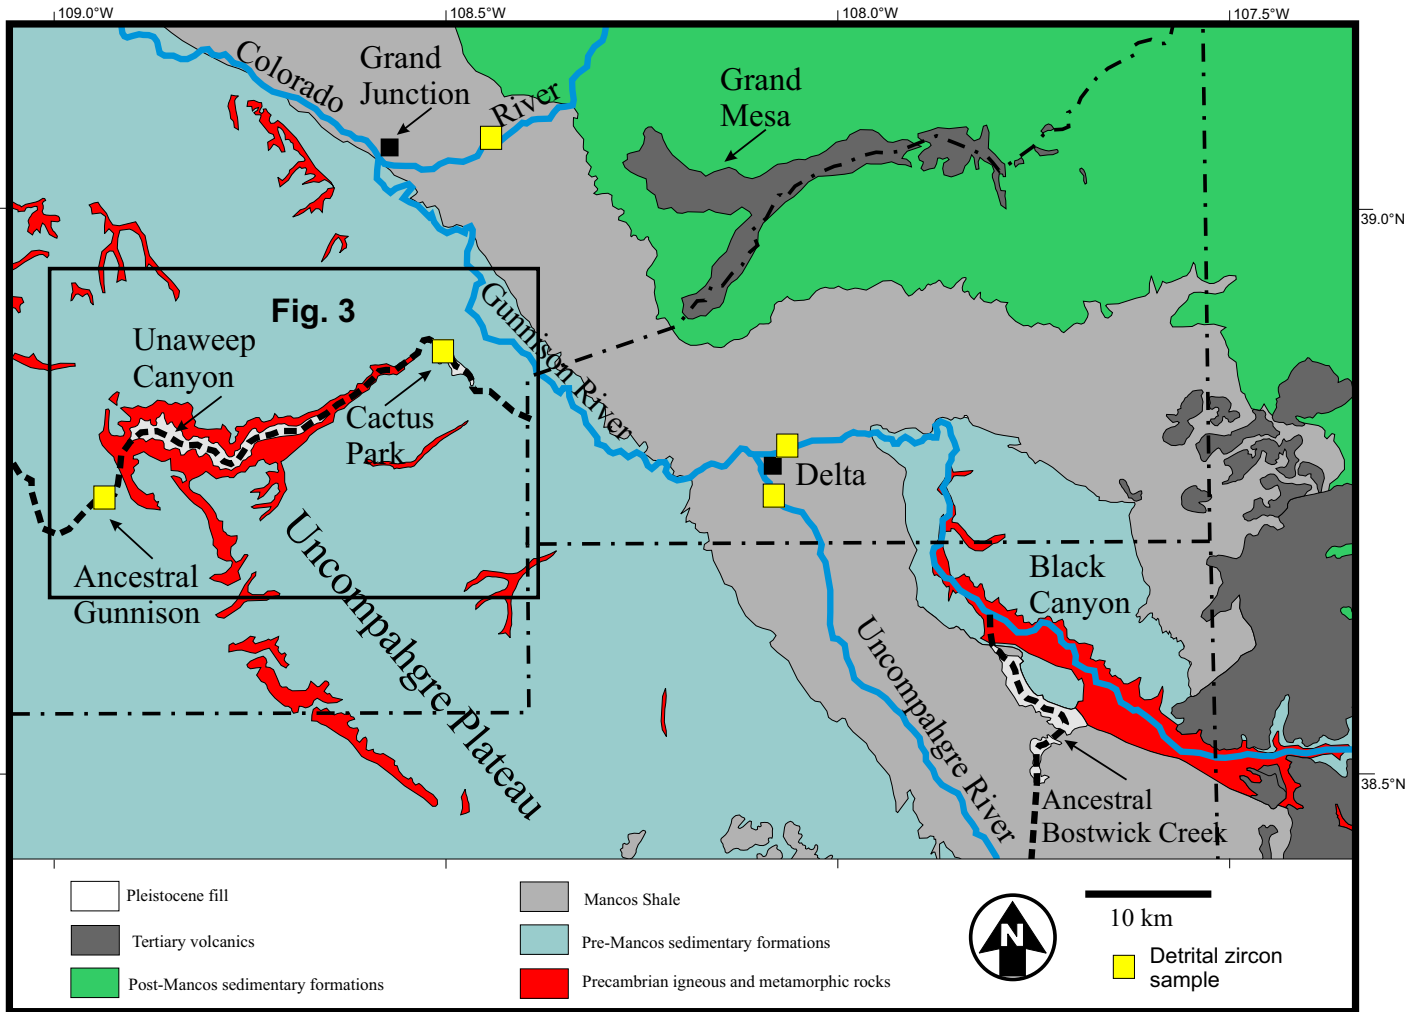 109.0°W
108.5°W
108.0°W
107.5°W
Colorado
River
Grand
Junction
Grand
Mesa
39.0°N
Fig. 3
Unaweep
Canyon
Gunnison River
Cactus
Park
Delta
Ancestral
Gunnison
Uncompahgre Plateau
Uncompahgre River
Black
Canyon
38.5°N
Ancestral
Bostwick Creek
Pleistocene fill
Tertiary volcanics
Post-Mancos sedimentary formations
Mancos Shale
Pre-Mancos sedimentary formations
Precambrian igneous and metamorphic rocks
N
10 km
Detrital zircon
sample